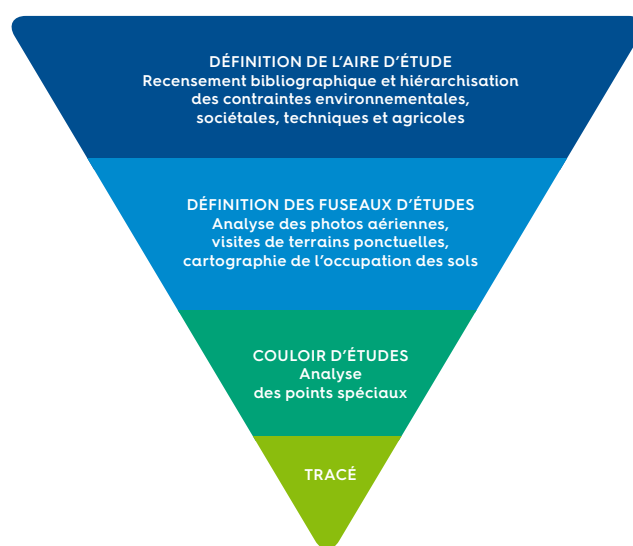 DÉFINITION DE L’AIRE D’ÉTUDE
Recensement bibliographique et hiérarchisation
des contraintes environnementales,
sociétales, techniques et agricoles
DÉFINITION DES FUSEAUX D’ÉTUDES
Analyse des photos aériennes,
visites de terrains ponctuelles,
cartographie de l’occupation des sols
COULOIR D’ÉTUDES
Analyse
des points spéciaux
TRACÉ